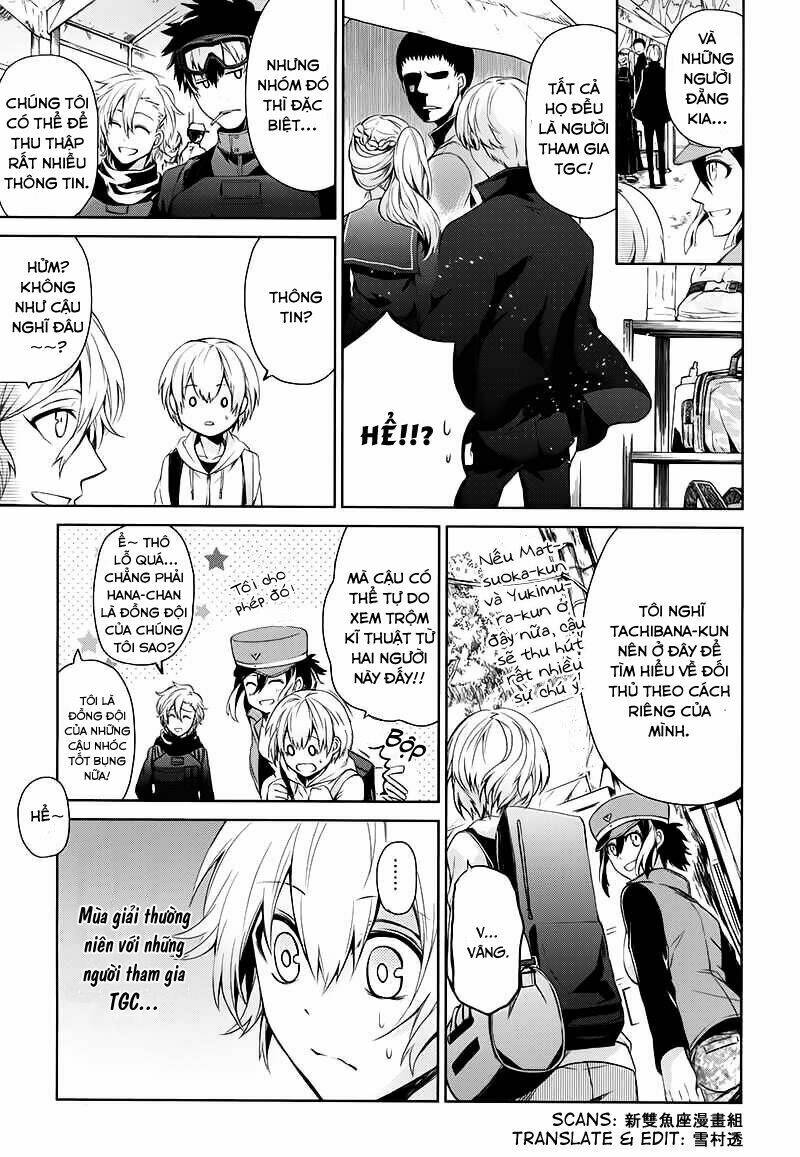 VÀ
NHỮNG
NGƯỜI
ĐẰNG
KIA...
TẤT CẢ
HỌ ĐỀU
LÀ NGƯỜI
THAM GIA
TGC!
HỂ!!?
NHƯNG
NHÓM ĐÓ
THÌ ĐẶC
BIỆT...
CHÚNG TÔI
CÓ THỂ ĐỂ
THU THẬP
RẤT NHIỀU
THÔNG TIN.
THÔNG
TIN?
HỬM?
KHÔNG
NHƯ CẬU
NGHĨ ĐÂU
~~?
Nếu Mat-
suoka-kun
và Yukimu-
ra-kun ở
đây nữa, cậu
sẽ thu hút
rất nhiều
sự chú ý
TÔI NGHĨ
TACHIBANA-KUN
NÊN Ở ĐÂY ĐỂ
TÌM HIỂU VỀ ĐỐI
THỦ THEO CÁCH
RIÊNG CỦA
MÌNH.
V...
VÂNG.
MÀ CẬU CÓ
THỂ TỰ DO
XEM TRỘM
KĨ THUẬT TỪ
HAI NGƯỜI
NÀY ĐẤY!!
Bộp
Tôi cho
phép đó!
Ể~ THÔ
LỖ QUÁ...
CHẲNG PHẢI
HANA-CHAN
LÀ ĐỒNG ĐỘI
CỦA CHÚNG
TÔI SAO?
TÔI LÀ
ĐỒNG ĐỘI
CỦA NHỮNG
CẬU NHÓC
TỐT BỤNG
NỮA!
HỂ~
......
Mùa giải thường
niên với những
người tham gia
TGC...
SCANS: 新雙魚座漫畫組
TRANSLATE & EDIT: 雪村透